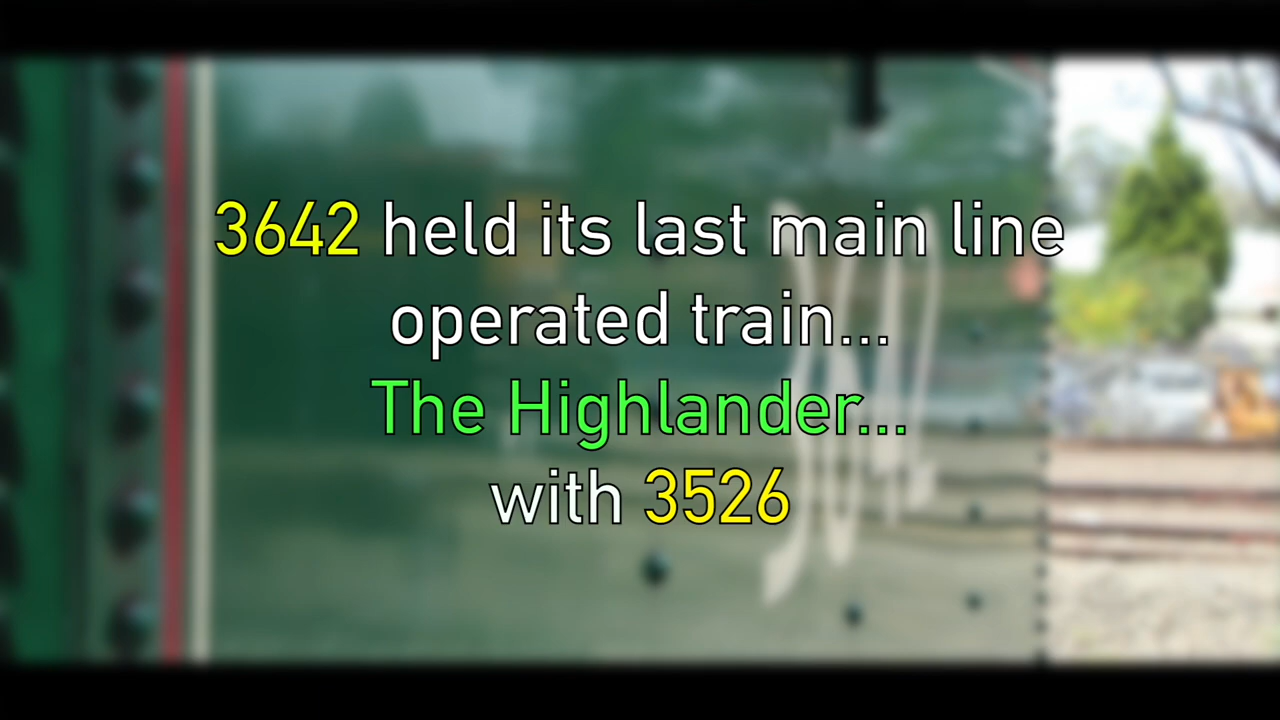 3642 held its last main line
operated train...
The Highlander...
with 3526